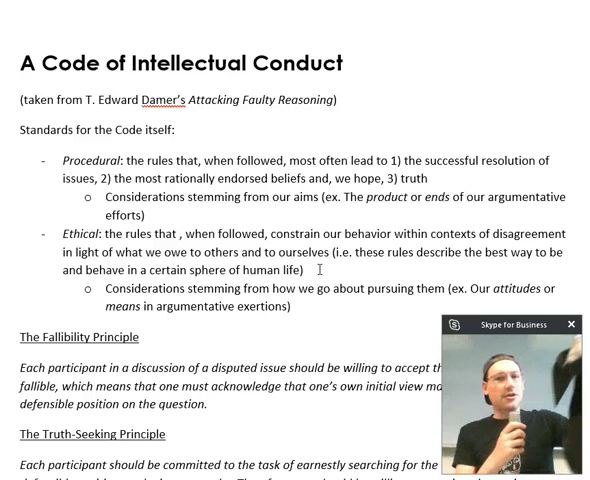 A Code of Intellectual Conduct
(taken from T. Edward Damer's Attacking Faulty Reasoning)
Standards for the Code itself:
- Procedural: the rules that, when followed, most often lead to 1) the successful resolution of
issues, 2) the most rationally endorsed beliefs and, we hope, 3) truth
o Considerations stemming from our aims (ex. The product or ends of our argumentative
efforts)
- Ethical: the rules that , when followed, constrain our behavior within contexts of disagreement
in light of what we owe to others and to ourselves (i.e. these rules describe the best way to be
and behave in a certain sphere of human life)
o Considerations stemming from how we go about pursuing them (ex. Our attitudes or
means in argumentative exertions)
Skype for Business
The Fallibility Principle
Each participant in a discussion of a disputed issue should be willing to accept th
fallible, which means that one must acknowledge that one's own initial view ma
defensible position on the question.
The Truth-Seeking Principle
Each participant should be committed to the task of earnestly searching for the